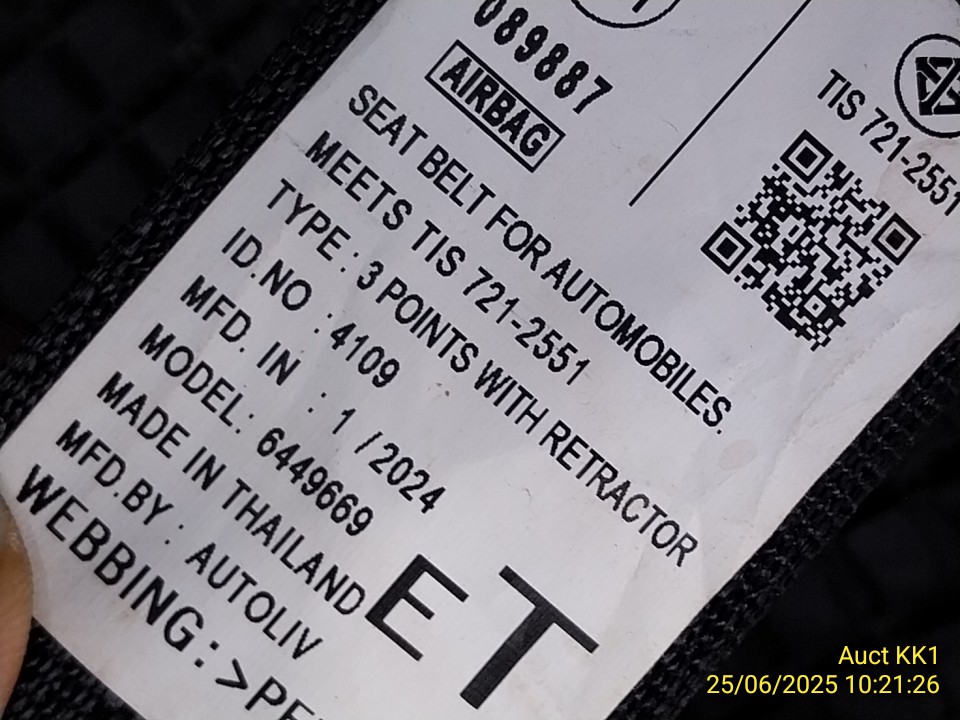 089887
AIRBAG
TIS 721-2551
SEAT BELT FOR AUTOMOBILES.
MEETS TIS 721-2551
TYPE : 3 POINTS WITH RETRACTOR
ID.NO : 4109
MFD. IN : 1 / 2024
MODEL: 6449669
MADE IN THAILAND
MFD.BY : AUTOLIV
WEBBING:>
ET
Auct KK1
25/06/2025 10:21:26